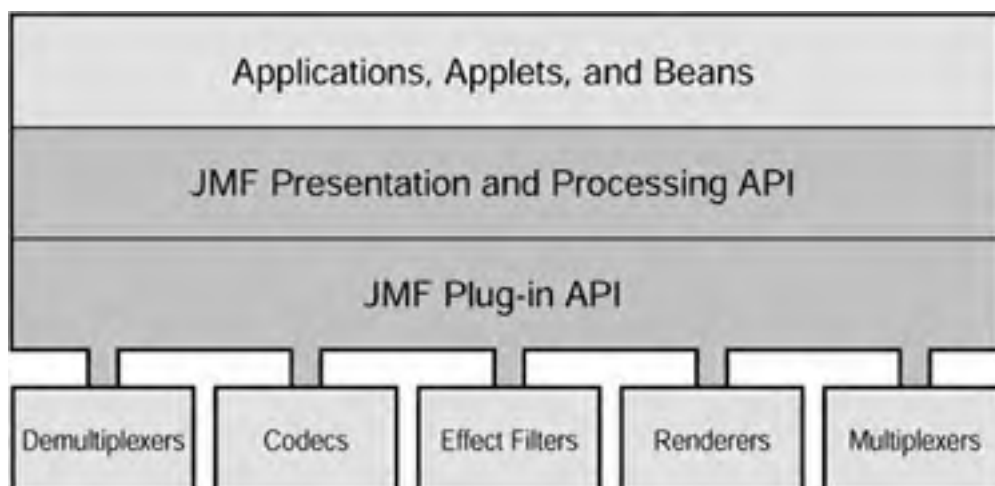 Applications, Applets, and Beans
JMF Presentation and Processing API
JMF Plug-in API
Demultiplexers
Codecs
Effect Filters
Renderers
Multiplexers